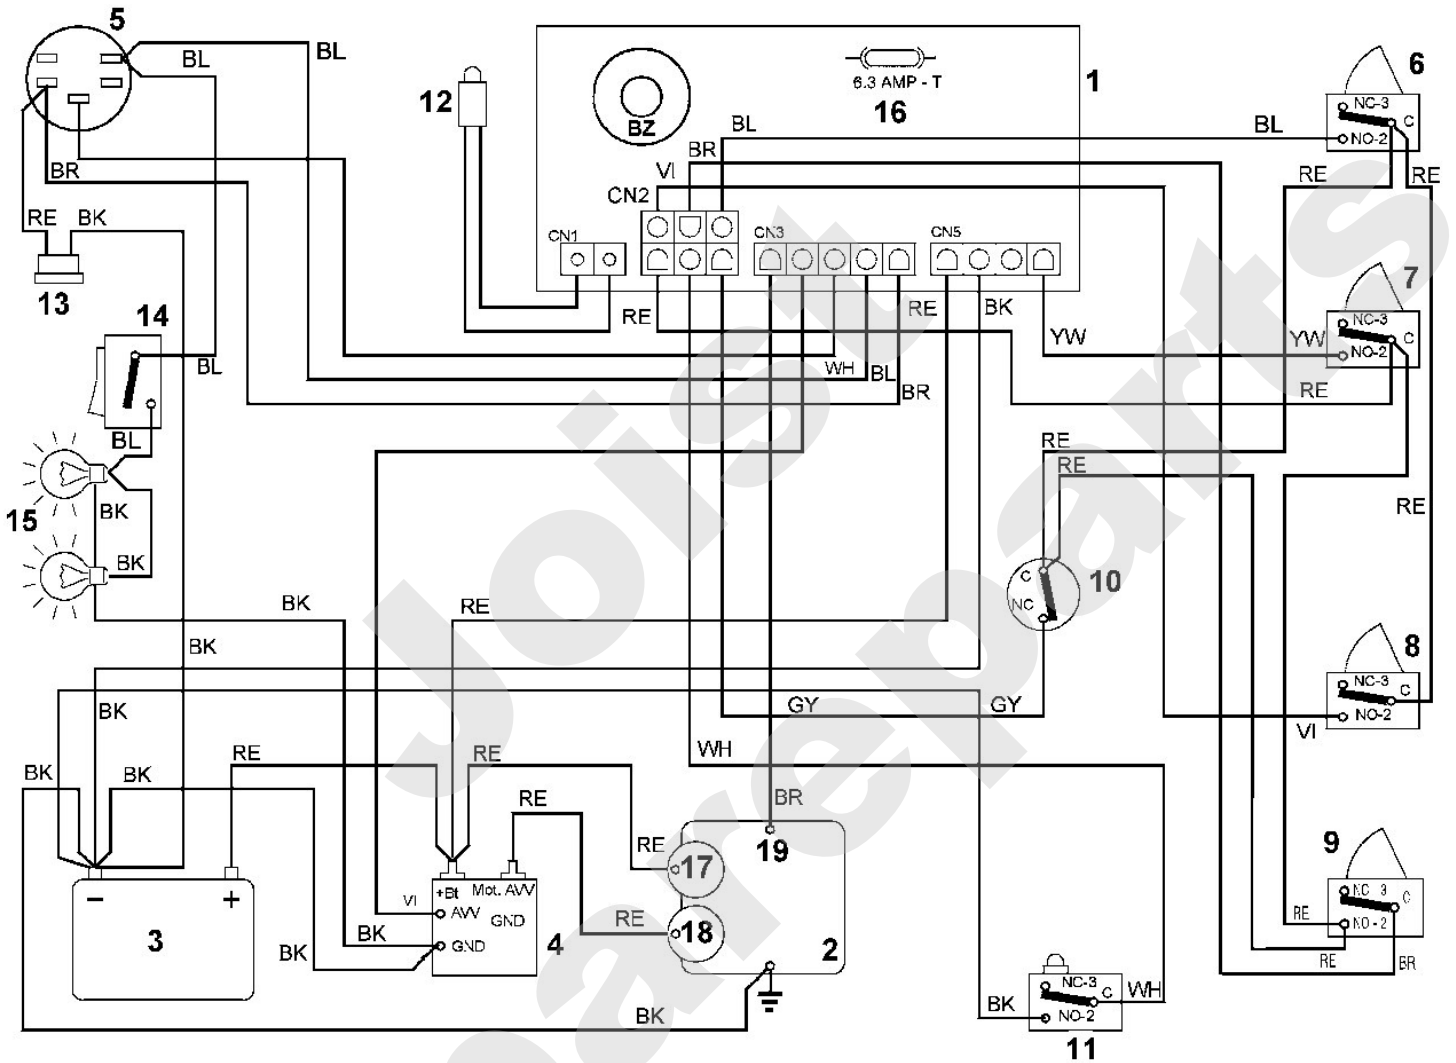 5
BL
BL
12
BZ
6.3 AMP - T
16
1
6
NC-3
C
NO-2
BL
BL
BR
VI
CN2
RE
RE
BR
RE
BK
13
CN1
CN3
CN5
7
NC-3
C
NO-2
14
BL
RE
RE
BK
YW
YW
WH
BL
BR
RE
BL
15
BK
BK
RE
RE
RE
C
NC
10
BK
RE
BK
8
NC-3
C
NO-2
VI
BK
GY
GY
WH
BK
BK
RE
RE
RE
BR
RE
17
19
9
NC 3
C
NO-2
RE
RE
BR
- +
3
+Bt
Mot. AVV
AVV
GND
GND
4
VI
BK
BK
RE
18
2
BK
BK
NC-3
C
NO-2
WH
11
Joist
spareparts